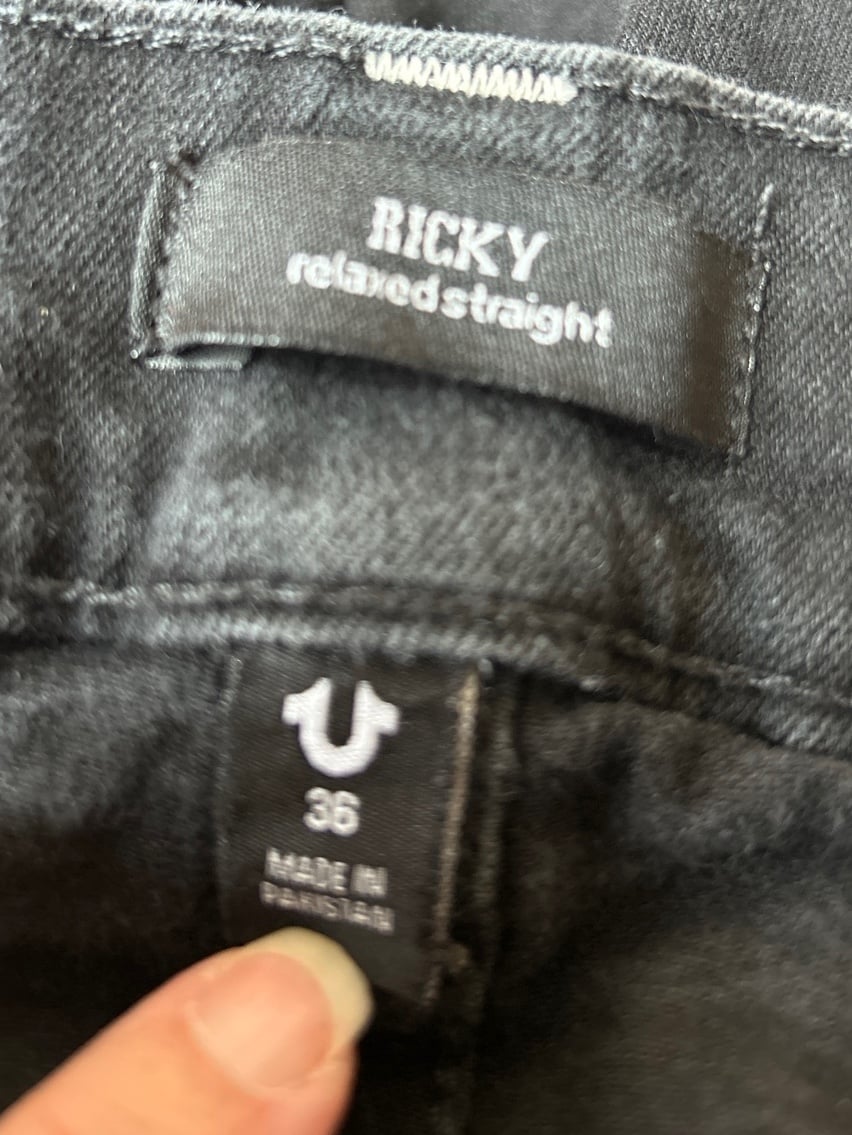 RICKY
relaxed straight
36
MADE IN
PAKISTAN